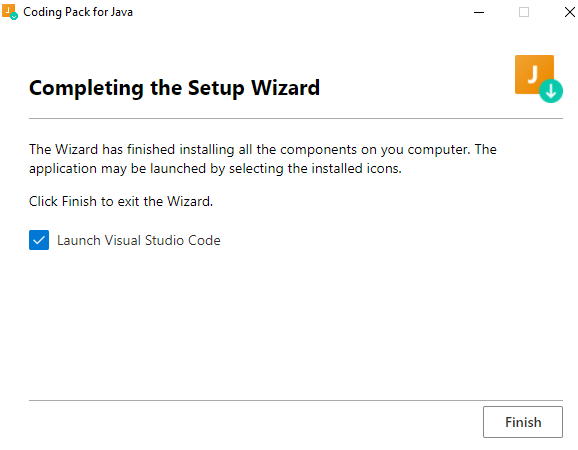 J Coding Pack for Java
Completing the Setup Wizard
J
The Wizard has finished installing all the components on you computer. The
application may be launched by selecting the installed icons.
Click Finish to exit the Wizard.
Launch Visual Studio Code
Finish